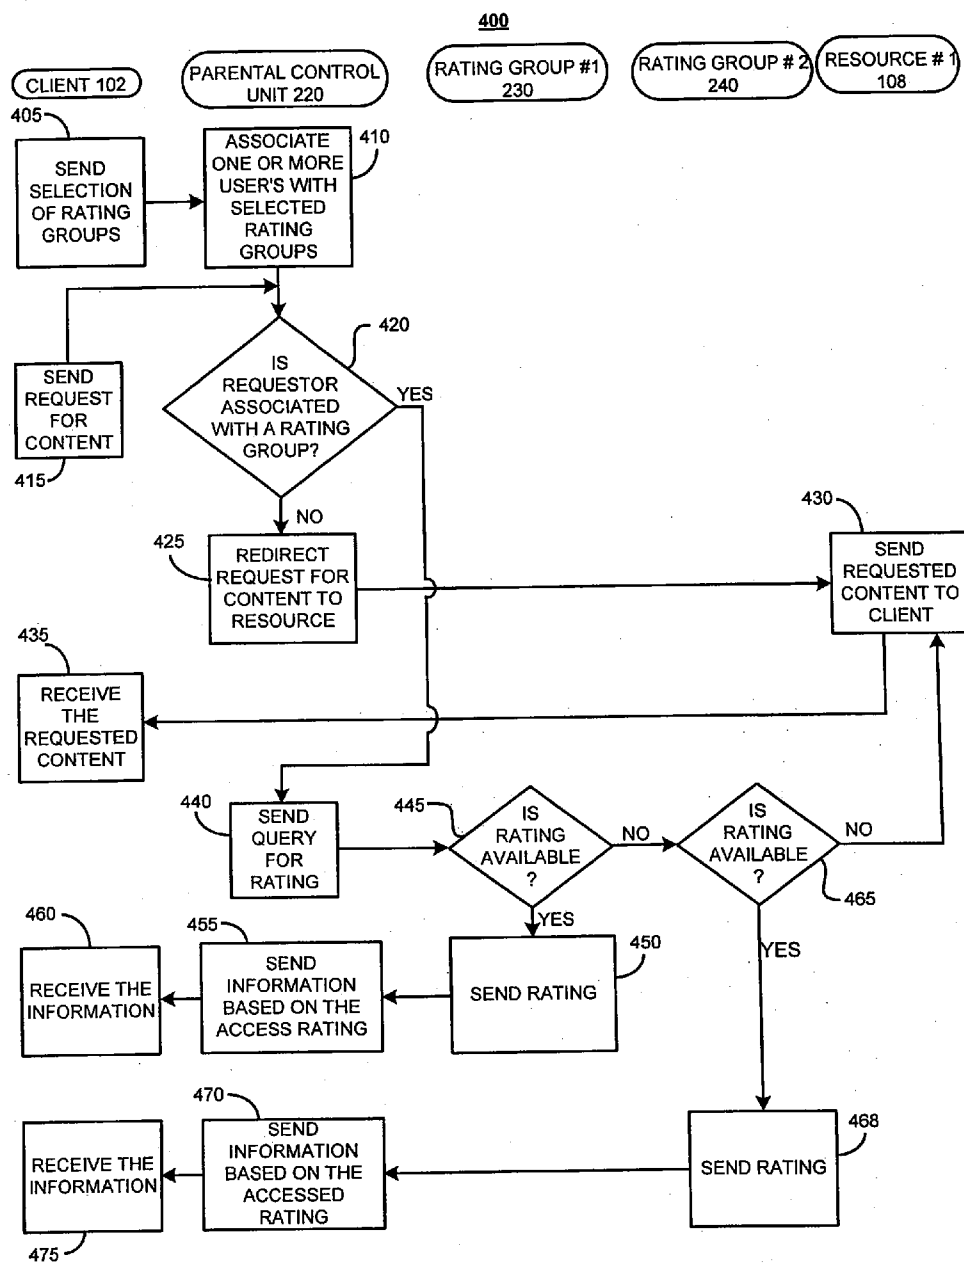 400
CLIENT 102
PARENTAL CONTROL
UNIT 220
RATING GROUP #1
230
RATING GROUP # 2
240
RESOURCE # 1
108
405
SEND
SELECTION
OF RATING
GROUPS
410
ASSOCIATE
ONE OR MORE
USER'S WITH
SELECTED
RATING
GROUPS
415
SEND
REQUEST
FOR
CONTENT
420
IS
REQUESTOR
ASSOCIATED
WITH A RATING
GROUP?
YES
NO
425
REDIRECT
REQUEST FOR
CONTENT TO
RESOURCE
430
SEND
REQUESTED
CONTENT TO
CLIENT
435
RECEIVE
THE
REQUESTED
CONTENT
440
SEND
QUERY
FOR
RATING
445
IS
RATING
AVAILABLE
?
NO
YES
IS
RATING
AVAILABLE
?
465
NO
YES
450
SEND RATING
455
SEND
INFORMATION
BASED ON THE
ACCESS RATING
460
RECEIVE THE
INFORMATION
468
SEND RATING
470
SEND
INFORMATION
BASED ON THE
ACCESSED
RATING
RECEIVE THE
INFORMATION
475